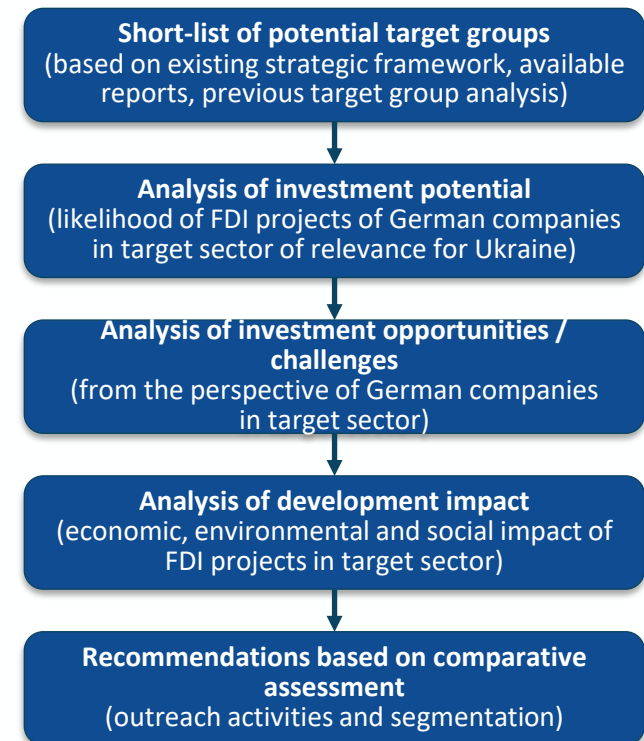 Short-list of potential target groups
(based on existing strategic framework, available
reports, previous target group analysis)
Analysis of investment potential
(likelihood of FDI projects of German companies
in target sector of relevance for Ukraine)
Analysis of investment opportunities /
challenges
(from the perspective of German companies
in target sector)
Analysis of development impact
(economic, environmental and social impact of
FDI projects in target sector)
Recommendations based on comparative
assessment
(outreach activities and segmentation)